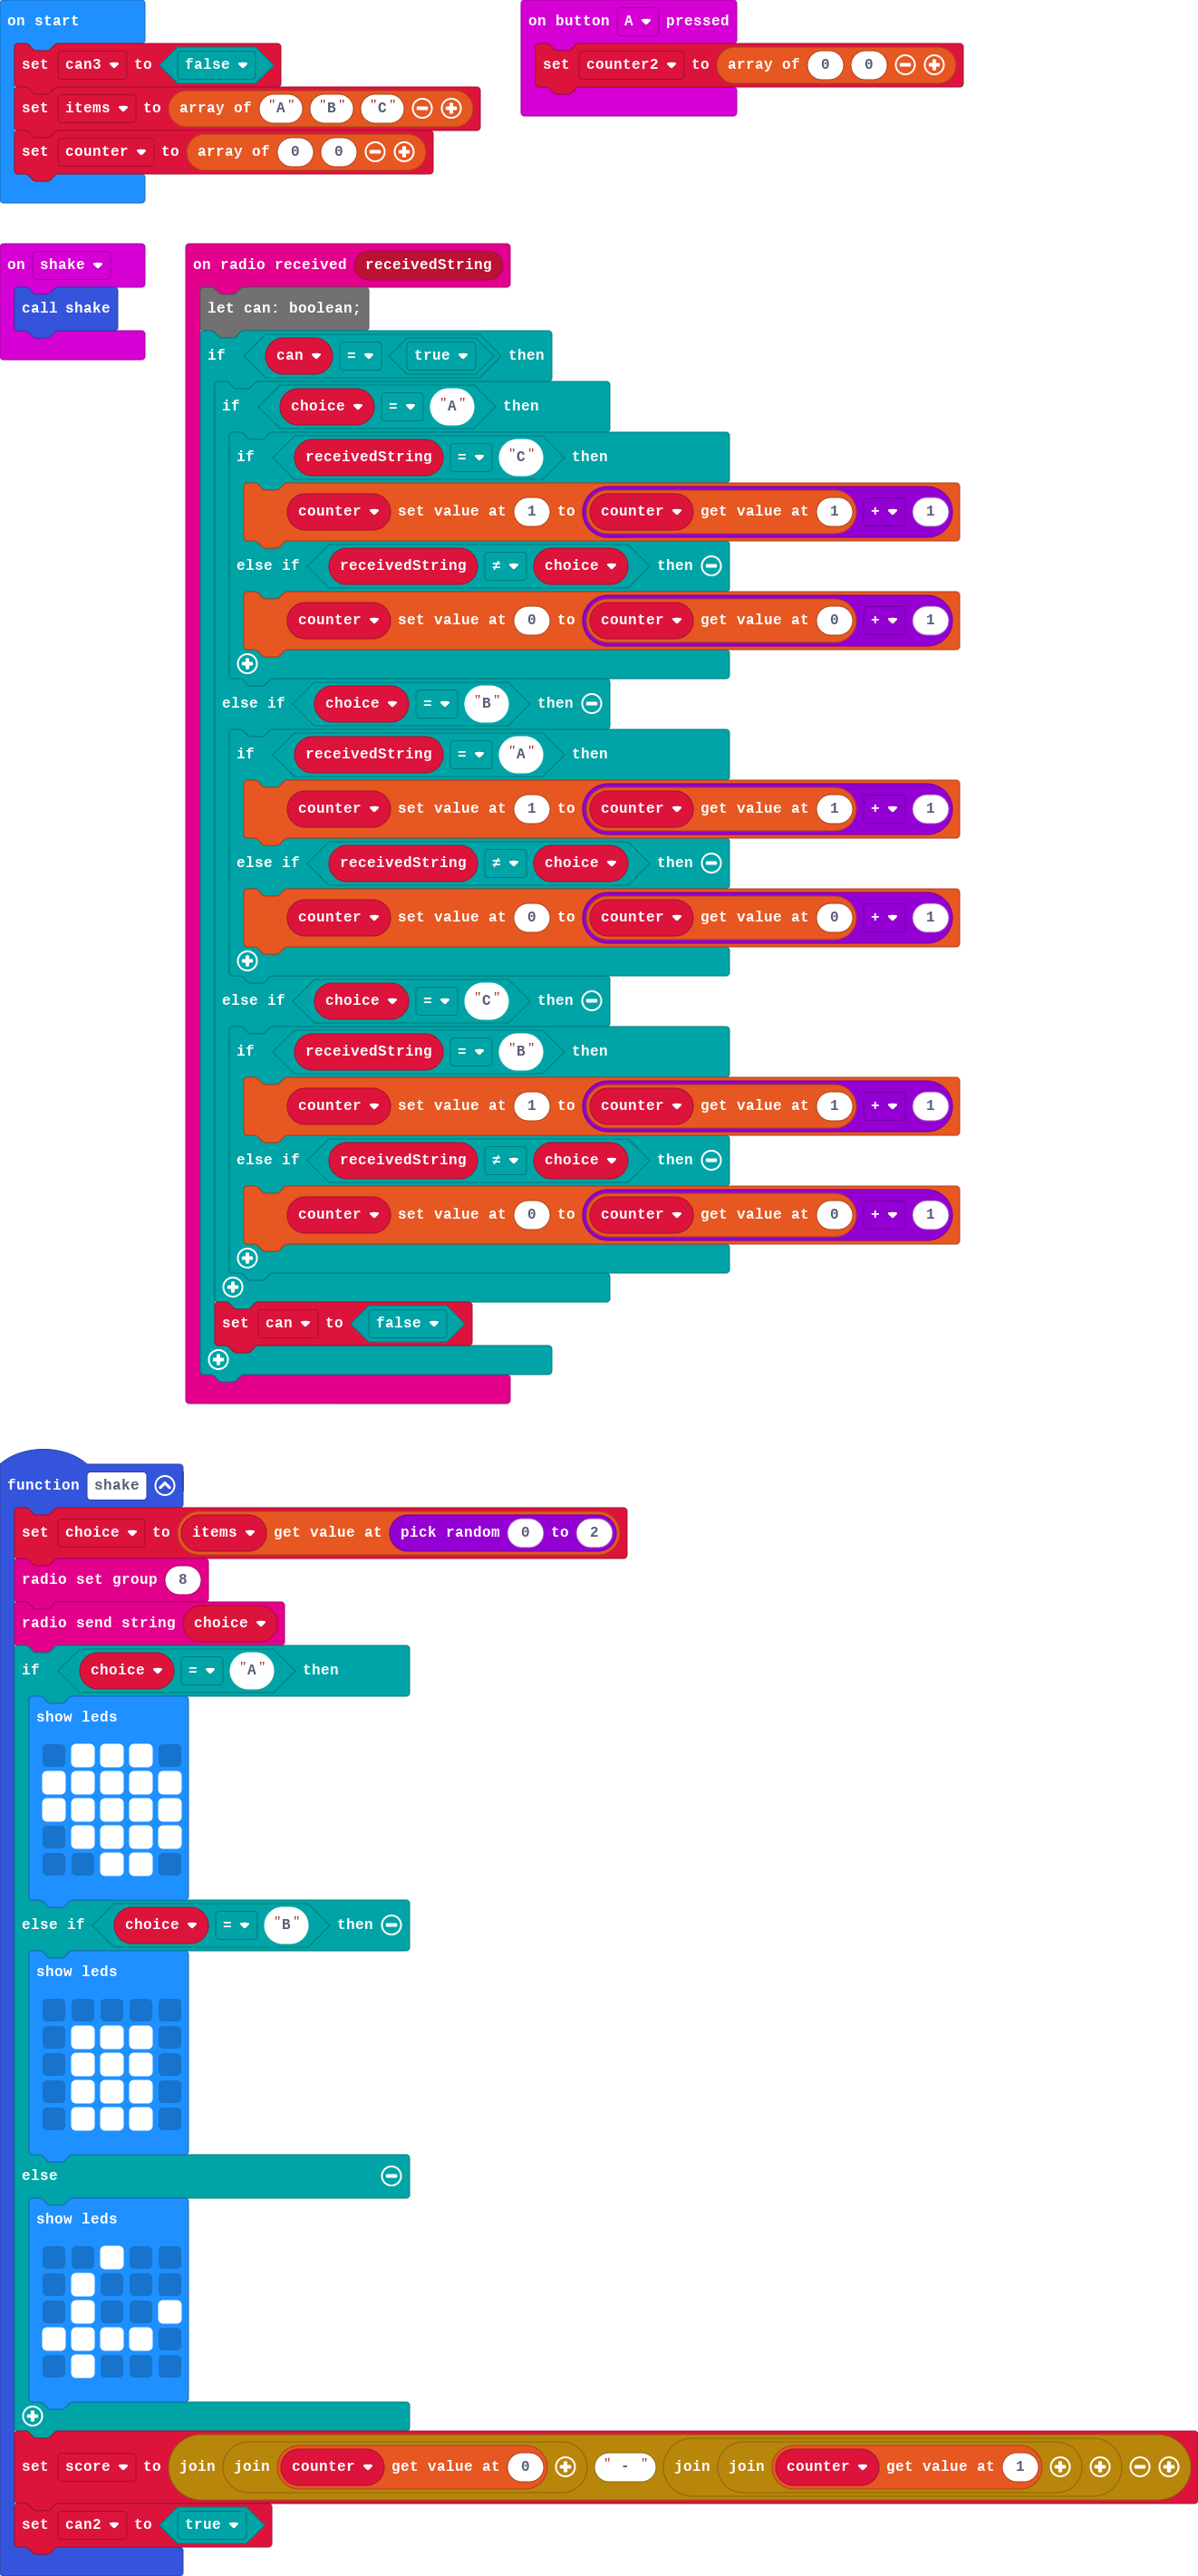 on start
set can3 to false
set items to array of "A" "B" "C"
set counter to array of 0 0
on button A pressed
set counter2 to array of 0 0
on shake
call shake
on radio received receivedString
let can: boolean;
if can = true then
if choice = "A" then
if receivedString = "C" then
counter set value at 1 to counter get value at 1 + 1
else if receivedString ≠ choice then
counter set value at 0 to counter get value at 0 + 1
else if choice = "B" then
if receivedString = "A" then
counter set value at 1 to counter get value at 1 + 1
else if receivedString ≠ choice then
counter set value at 0 to counter get value at 0 + 1
else if choice = "C" then
if receivedString = "B" then
counter set value at 1 to counter get value at 1 + 1
else if receivedString ≠ choice then
counter set value at 0 to counter get value at 0 + 1
set can to false
function shake
set choice to items get value at pick random 0 to 2
radio set group 8
radio send string choice
if choice = "A" then
show leds
else if choice = "B" then
show leds
else
show leds
set score to join join counter get value at 0 " - " join join counter get value at 1
set can2 to true